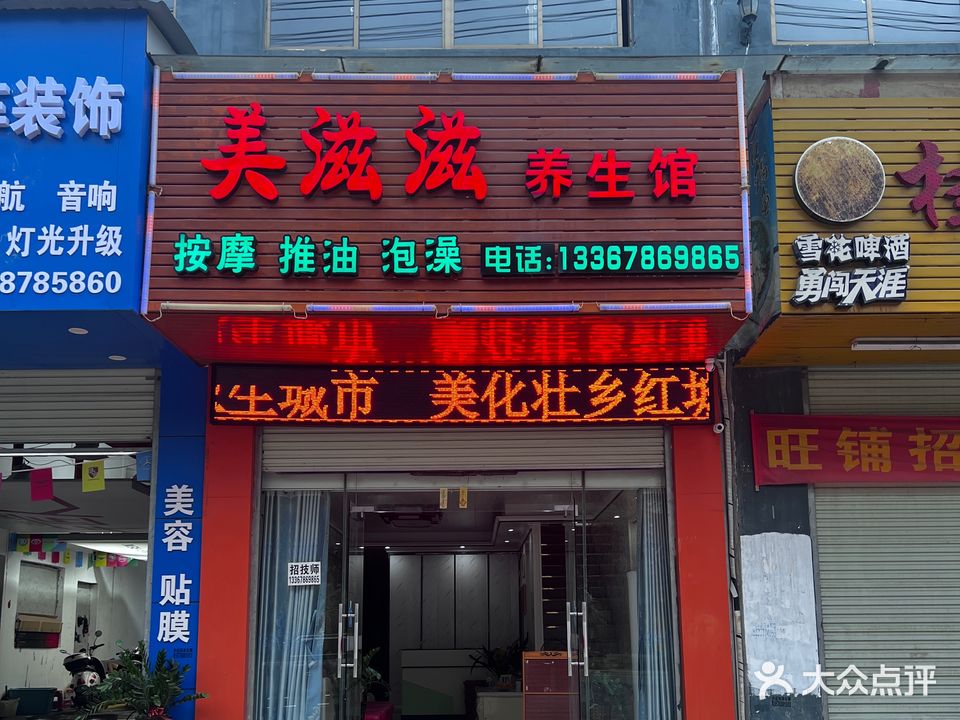 装饰
航 音响
灯光升级
8785860
美容 贴膜
美滋滋 养生馆
按摩 推油 泡澡 电话:13367869865
生城市 美化壮乡红城
招技师
13367869865
雪花啤酒
勇闯天涯
旺铺招
大众点评